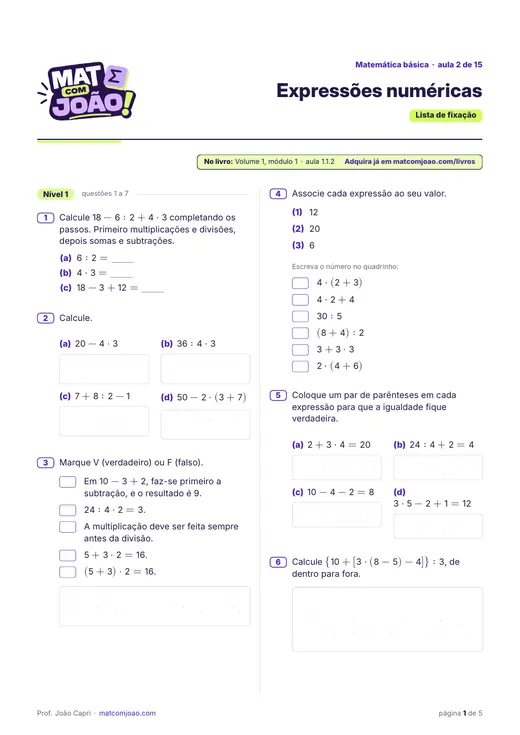 MAT Σ
COM
JOÃO!
Matemática básica · aula 2 de 15
Expressões numéricas
Lista de fixação
No livro: Volume 1, módulo 1 · aula 1.1.2 Adquira já em matcomjoao.com/livros
Nível 1 questões 1 a 7
1 Calcule 18 − 6 : 2 + 4 · 3 completando os
passos. Primeiro multiplicações e divisões,
depois somas e subtrações.
(a) 6 : 2 = ____
(b) 4 · 3 = ____
(c) 18 − 3 + 12 = ____
2 Calcule.
(a) 20 − 4 · 3 (b) 36 : 4 · 3
(c) 7 + 8 : 2 − 1 (d) 50 − 2 · (3 + 7)
3 Marque V (verdadeiro) ou F (falso).
Em 10 − 3 + 2, faz-se primeiro a
subtração, e o resultado é 9.
24 : 4 · 2 = 3.
A multiplicação deve ser feita sempre
antes da divisão.
5 + 3 · 2 = 16.
(5 + 3) · 2 = 16.
4 Associe cada expressão ao seu valor.
(1) 12
(2) 20
(3) 6
Escreva o número no quadrinho:
4 · (2 + 3)
4 · 2 + 4
30 : 5
(8 + 4) : 2
3 + 3 · 3
2 · (4 + 6)
5 Coloque um par de parênteses em cada
expressão para que a igualdade fique
verdadeira.
(a) 2 + 3 · 4 = 20 (b) 24 : 4 + 2 = 4
(c) 10 − 4 − 2 = 8 (d)
3 · 5 − 2 + 1 = 12
6 Calcule {10 + [3 · (8 − 5) − 4]} : 3, de
dentro para fora.
Prof. João Capri · matcomjoao.com
página 1 de 5